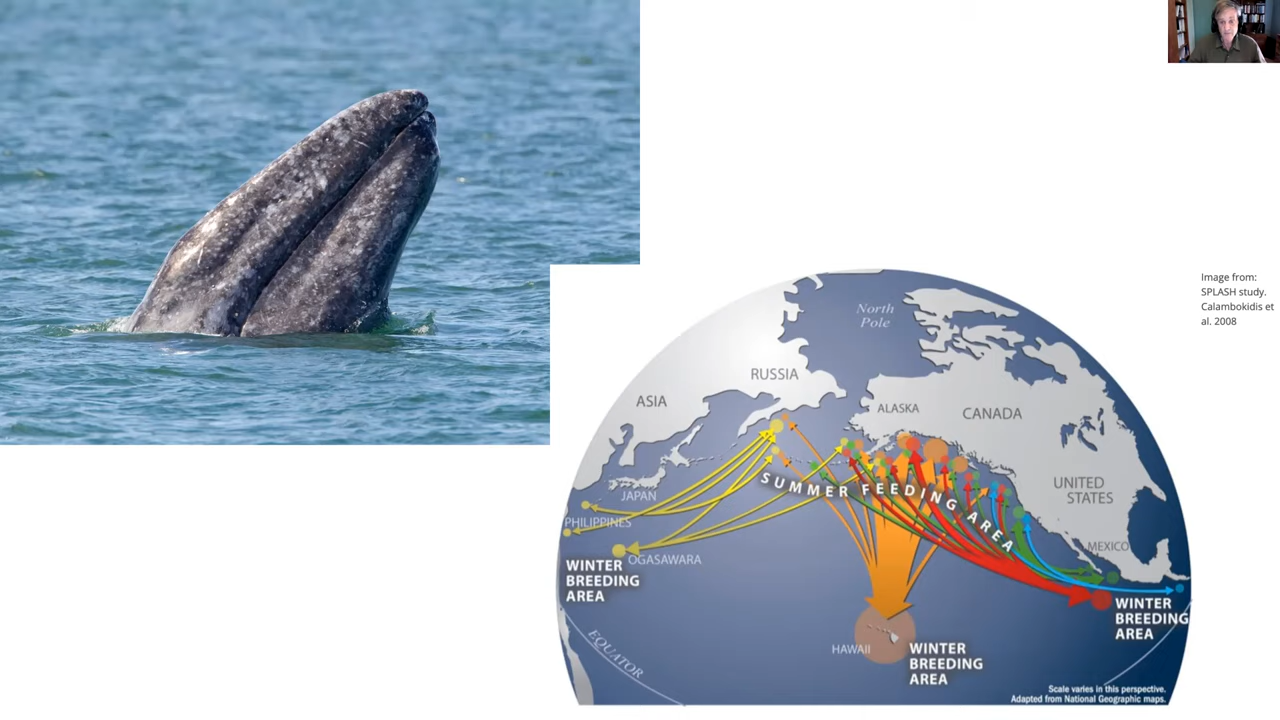 Image from:
SPLASH study.
Calambokidis et
al. 2008
North
Pole
RUSSIA
ASIA
ALASKA
CANADA
SUMMER FEEDING AREA
UNITED
STATES
JAPAN
PHILIPPINES
MEXICO
OGASAWARA
WINTER
BREEDING
AREA
WINTER
BREEDING
AREA
EQUATOR
HAWAII
WINTER
BREEDING
AREA
Scale varies in this perspective.
Adapted from National Geographic maps.